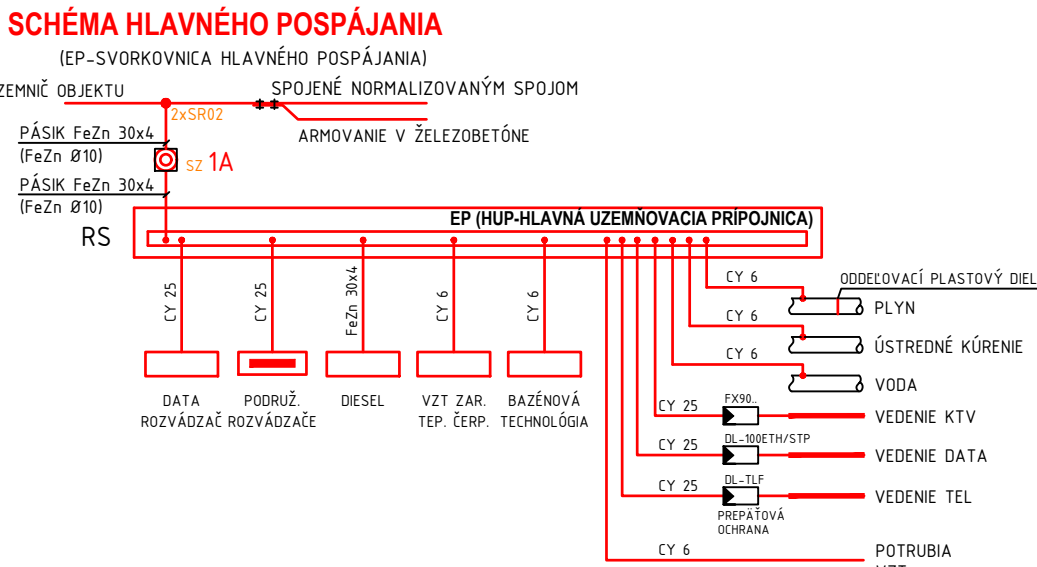 SCHÉMA HLAVNÉHO POSPÁJANIA
(EP-SVORKOVNICA HLAVNÉHO POSPÁJANIA)
ZEMNIČ OBJEKTU
SPOJENÉ NORMALIZOVANÝM SPOJOM
2xSR02
ARMOVANIE V ŽELEZOBETÓNE
PÁSIK FeZn 30x4
(FeZn Ø10)
SZ 1A
PÁSIK FeZn 30x4
(FeZn Ø10)
EP (HUP-HLAVNÁ UZEMŇOVACIA PRÍPOJNICA)
RS
CY 25
CY 25
FeZn 30x4
CY 6
CY 6
DATA
ROZVÁDZAČ
PODRUŽ.
ROZVÁDZAČE
DIESEL
VZT ZAR.
TEP. ČERP.
BAZÉNOVÁ
TECHNOLÓGIA
CY 6
ODDEĽOVACÍ PLASTOVÝ DIEL
PLYN
CY 6
ÚSTREDNÉ KÚRENIE
CY 6
VODA
CY 25
FX90..
VEDENIE KTV
CY 25
DL-100ETH/STP
VEDENIE DATA
CY 25
DL-TLF
VEDENIE TEL
PREPÄŤOVÁ
OCHRANA
CY 6
POTRUBIA